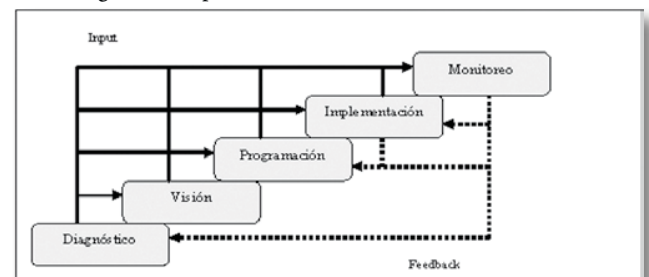 Input
Monitoreo
Implementación
Programación
Visión
Diagnóstico
Feedback